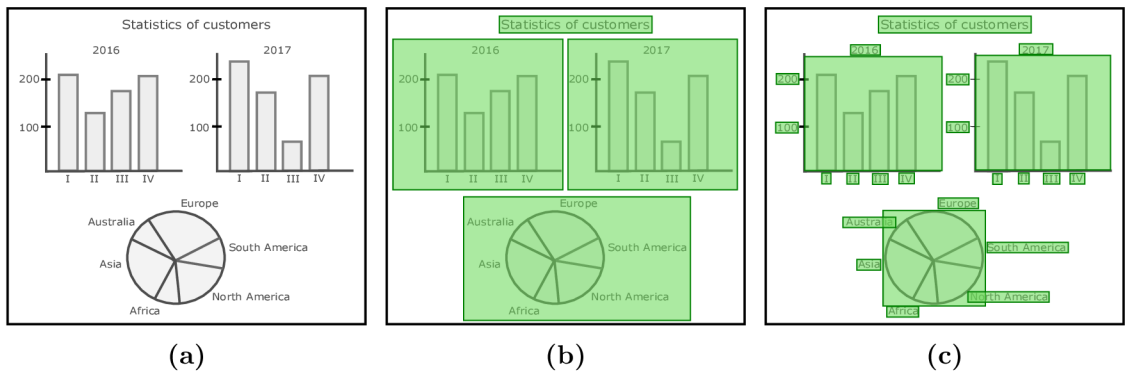 Statistics of customers
2016 2017
200 200
100 100
I II III IV I II III IV
Europe
Australia
South America
Asia
North America
Africa
(a)
Statistics of customers
2016 2017
200 200
100 100
I II III IV I II III IV
Europe
Australia
South America
Asia
North America
Africa
(b)
Statistics of customers
2016 2017
200 200
100 100
I II III IV I II III IV
Europe
Australia
South America
Asia
North America
Africa
(c)